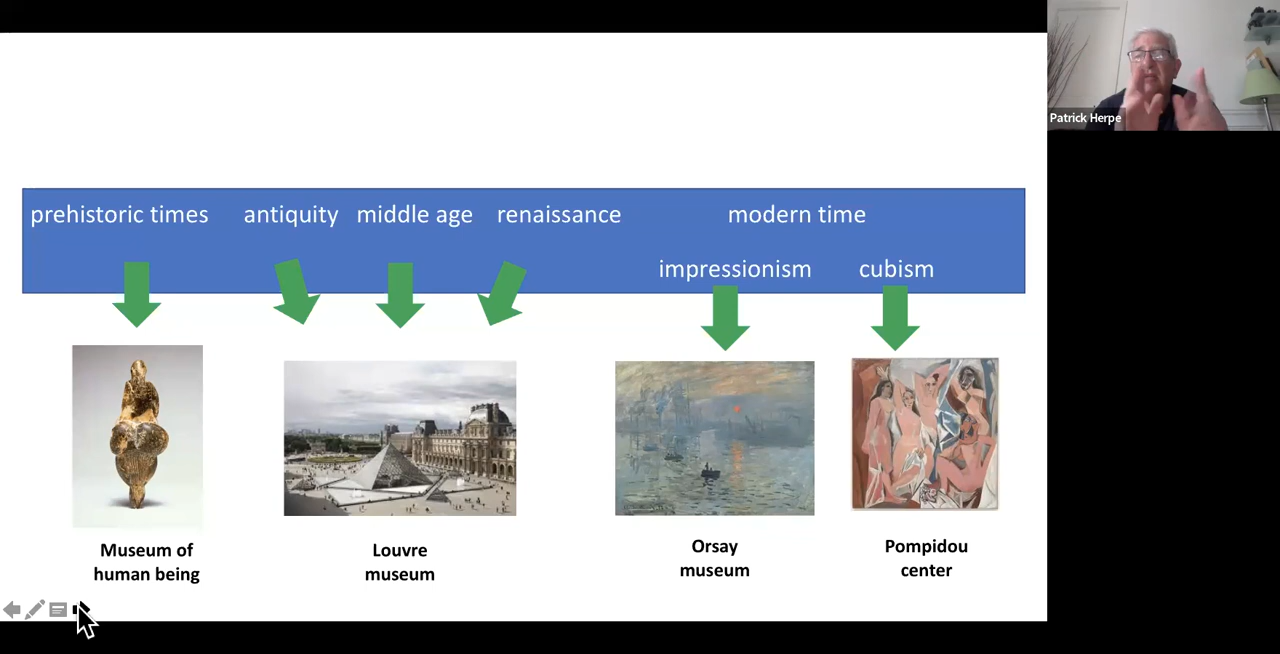 Patrick Herpe
prehistoric times antiquity middle age renaissance modern time
impressionism cubism
Museum of
human being
Louvre
museum
Orsay
museum
Pompidou
center